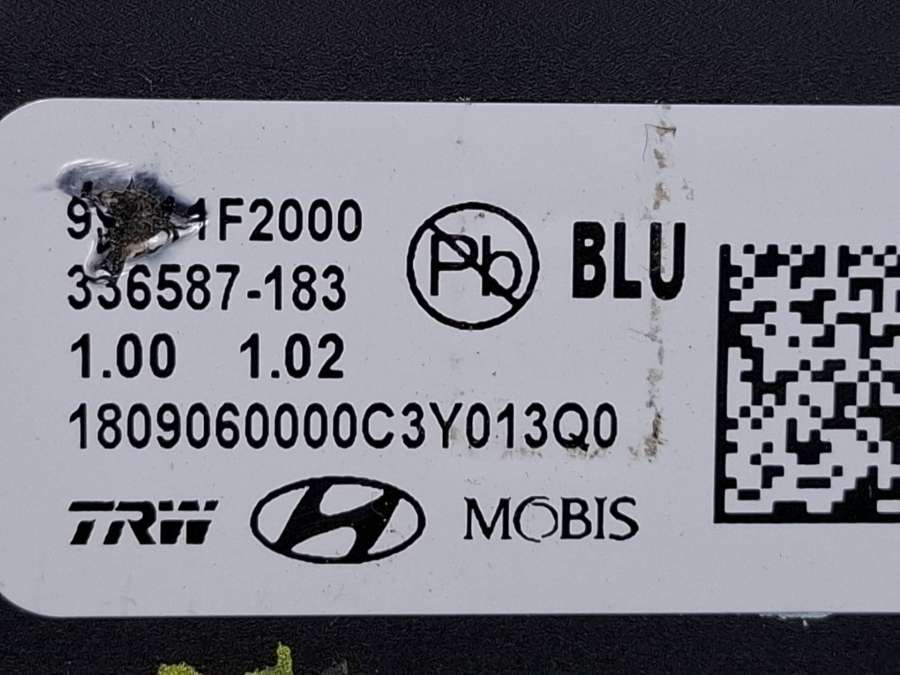 336587-183
1.00 1.02
1809060000C3Y013Q0
Pb
BLU
TRW
MOBIS